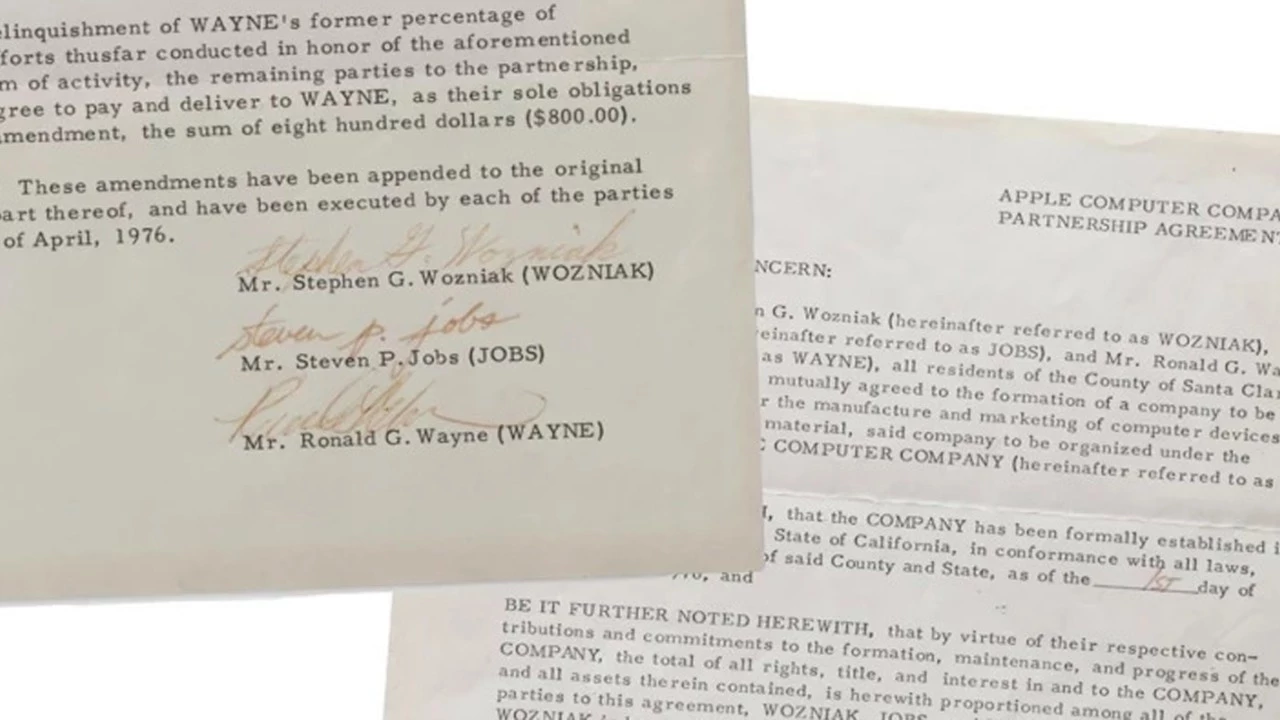 elinquishment of WAYNE's former percentage of
forts thusfar conducted in honor of the aforementioned
m of activity, the remaining parties to the partnership,
gree to pay and deliver to WAYNE, as their sole obligations
mendment, the sum of eight hundred dollars ($800.00).
These amendments have been appended to the original
art thereof, and have been executed by each of the parties
of April, 1976.
Stephen G. Wozniak
Mr. Stephen G. Wozniak (WOZNIAK)
steven p. jobs
Mr. Steven P. Jobs (JOBS)
Mr. Ronald G. Wayne (WAYNE)
APPLE COMPUTER COMPA
PARTNERSHIP AGREEMENT
NCERN:
n G. Wozniak (hereinafter referred to as WOZNIAK),
einafter referred to as JOBS), and Mr. Ronald G. Wa
as WAYNE), all residents of the County of Santa Clar
mutually agreed to the formation of a company to be
r the manufacture and marketing of computer devices
material, said company to be organized under the
COMPUTER COMPANY (hereinafter referred to as
, that the COMPANY has been formally established i
State of California, in conformance with all laws,
of said County and State, as of the 1st day of
and
BE IT FURTHER NOTED HEREWITH, that by virtue of their respective con-
tributions and commitments to the formation, maintenance, and progress of the
COMPANY, the total of all rights, title, and interest in and to the COMPANY,
and all assets therein contained, is herewith proportioned among all of the
parties to this agreement, WOZNIAK, JOBS,
WOZNIAK